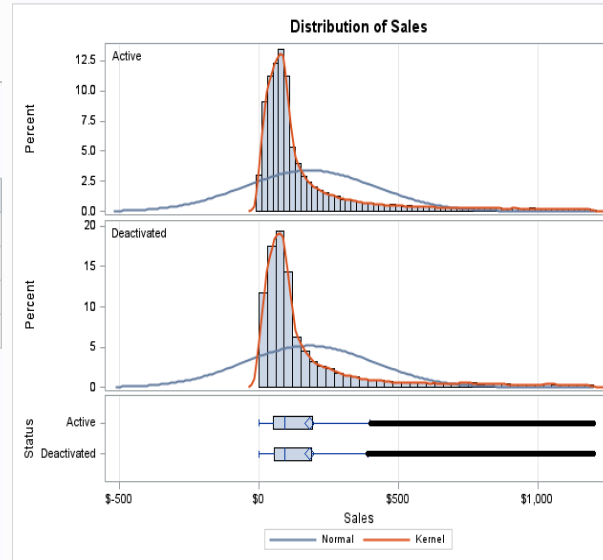 Distribution of Sales
Active
12.5
10.0
7.5
5.0
2.5
0.0
Percent
Deactivated
20
15
10
5
0
Percent
Active
Deactivated
Status
$-500
$0
$500
$1,000
Sales
Normal
Kernel